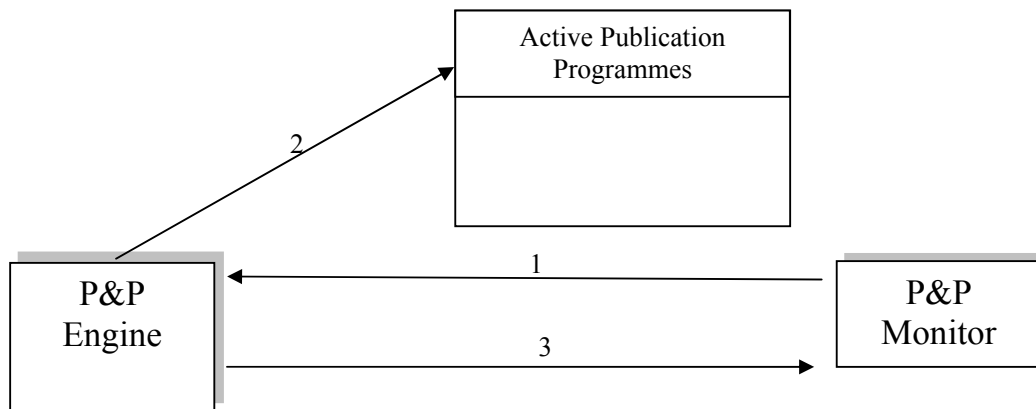 Active Publication
Programmes
2
1
P&P
Engine
P&P
Monitor
3